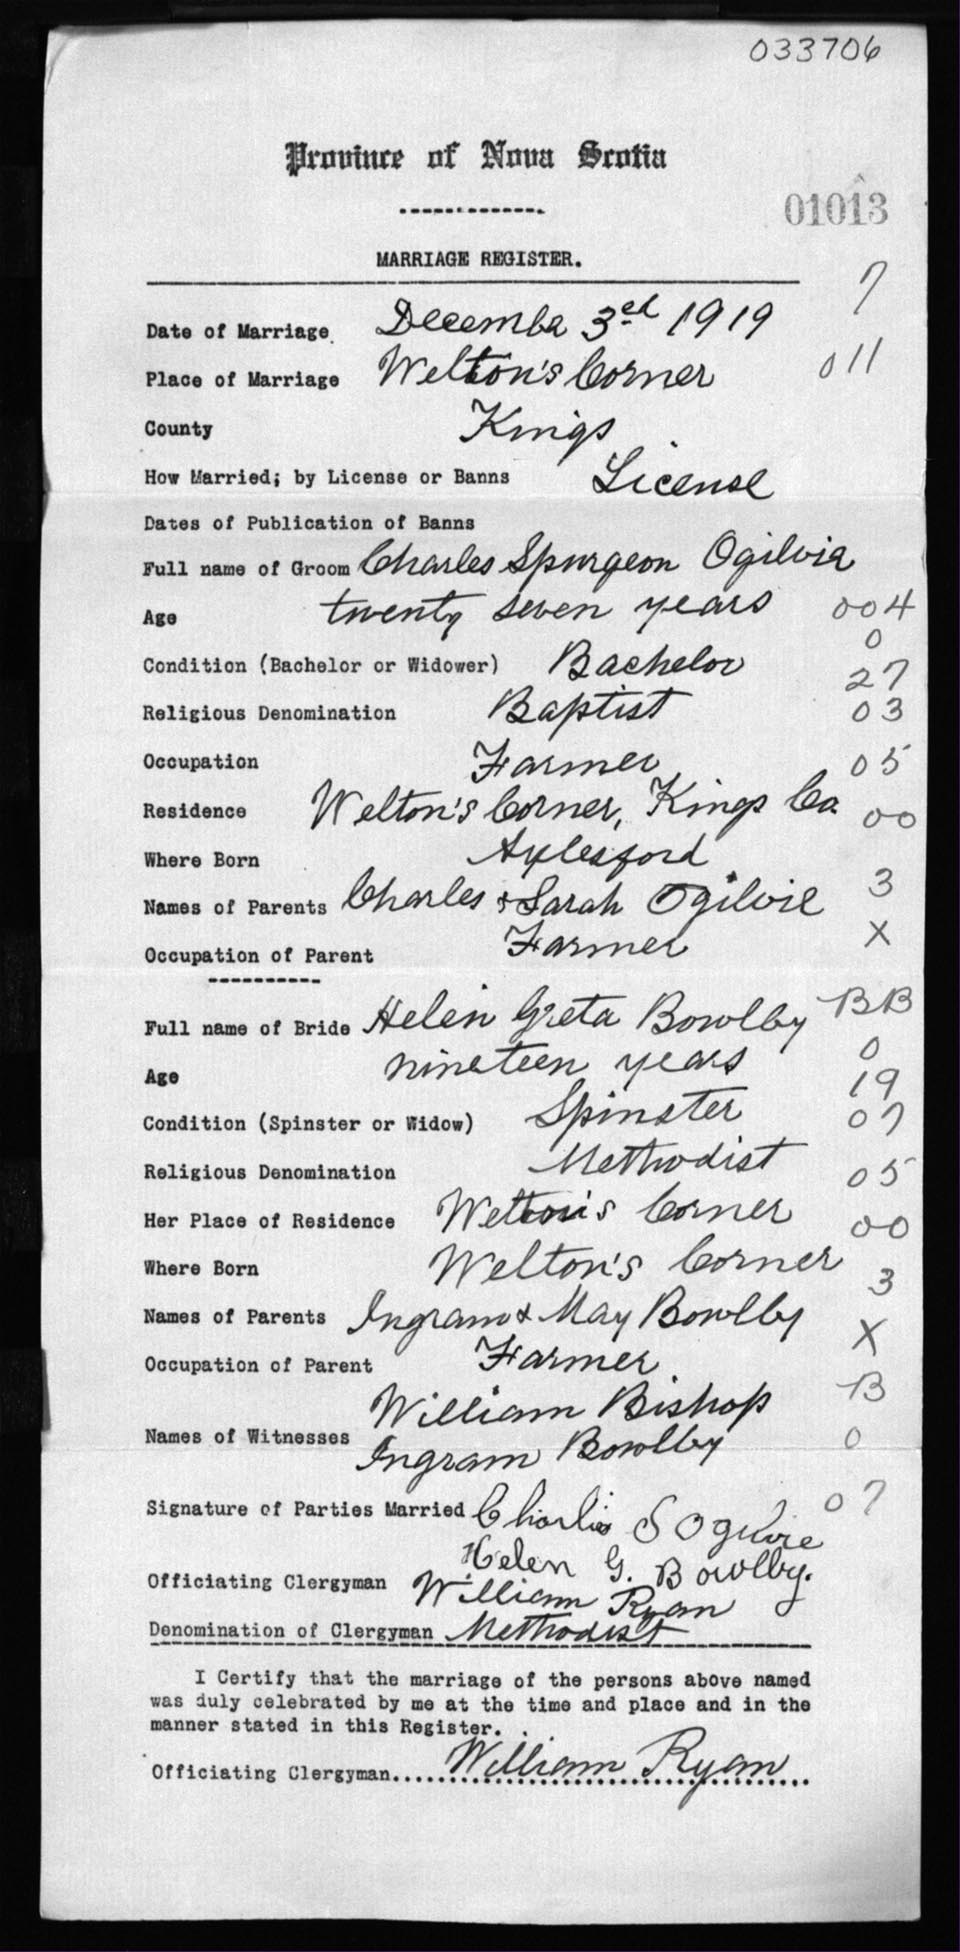 033706
Province of Nova Scotia
01013
MARRIAGE REGISTER.
7
Date of Marriage December 3rd 1919
Place of Marriage Welton's Corner 011
County Kings
How Married; by License or Banns License
Dates of Publication of Banns
Full name of Groom Charles Spurgeon Ogilvie
Age twenty seven years 004
0
Condition (Bachelor or Widower) Bachelor 27
Religious Denomination Baptist 03
Occupation Farmer 05
Residence Welton's Corner, Kings Co. 00
Where Born Aylesford
Names of Parents Charles & Sarah Ogilvie 3
Occupation of Parent Farmer X
Full name of Bride Helen Greta Bowlby BB
Age nineteen years 0
19
Condition (Spinster or Widow) Spinster 07
Religious Denomination Methodist 05
Her Place of Residence Welton's Corner 00
Where Born Welton's Corner 3
Names of Parents Ingram & May Bowlby X
Occupation of Parent Farmer
William Bishop B
Names of Witnesses Ingram Bowlby 0
Signature of Parties Married Charlie S Ogilvie 07
Helen G. Bowlby.
Officiating Clergyman William Ryan
Denomination of Clergyman Methodist
I Certify that the marriage of the persons above named
was duly celebrated by me at the time and place and in the
manner stated in this Register.
Officiating Clergyman.....William Ryan